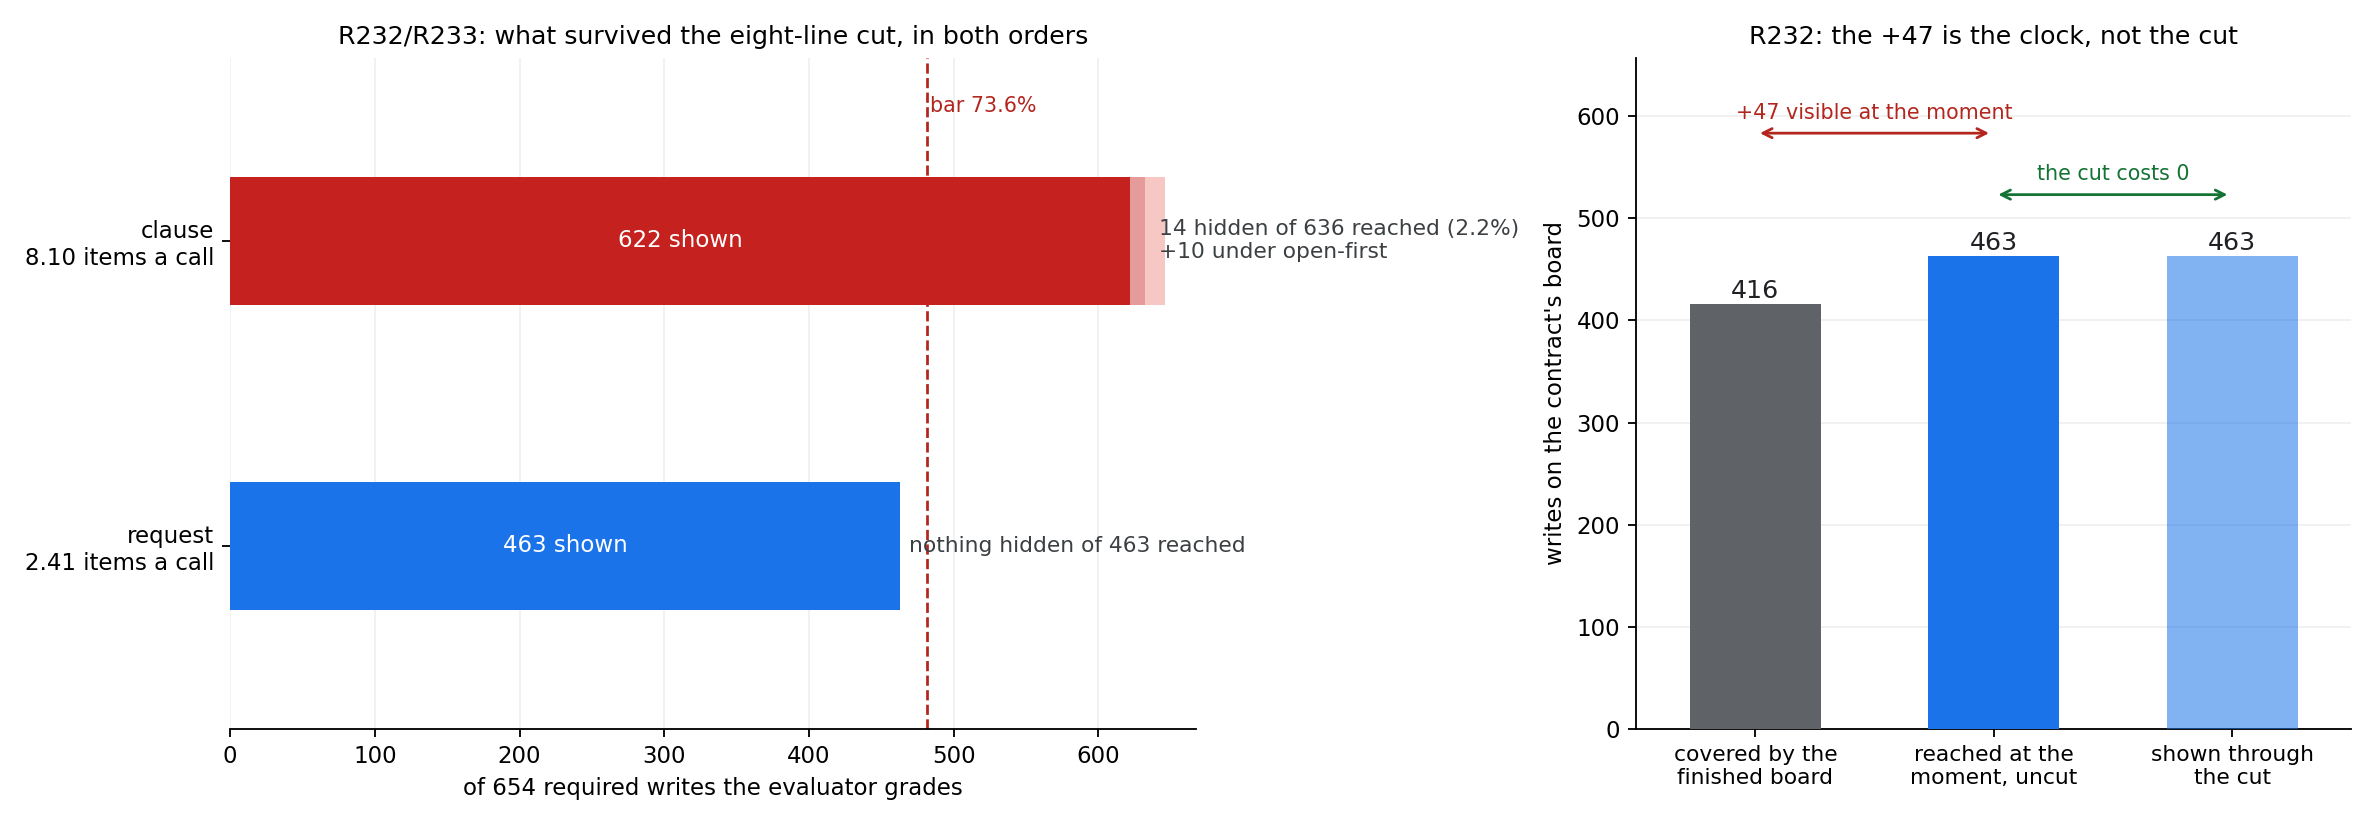 R232/R233: what survived the eight-line cut, in both orders
bar 73.6%
clause
8.10 items a call
622 shown
14 hidden of 636 reached (2.2%)
+10 under open-first
request
2.41 items a call
463 shown
nothing hidden of 463 reached
0 100 200 300 400 500 600
of 654 required writes the evaluator grades
R232: the +47 is the clock, not the cut
writes on the contract's board
600
500
400
300
200
100
0
+47 visible at the moment
the cut costs 0
416
463
463
covered by the
finished board
reached at the
moment, uncut
shown through
the cut